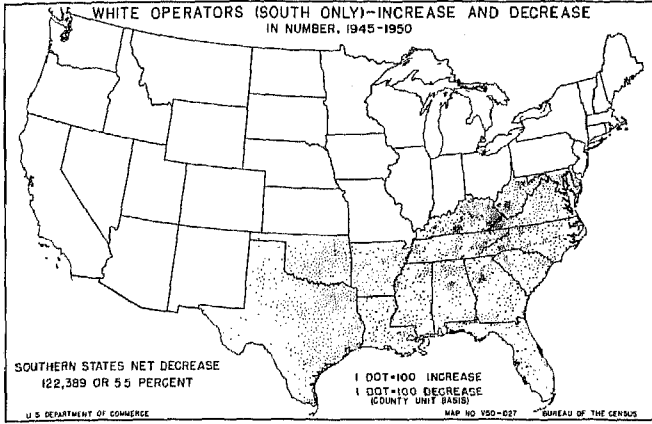 WHITE OPERATORS (SOUTH ONLY)-INCREASE AND DECREASE
IN NUMBER, 1945-1950
SOUTHERN STATES NET DECREASE
122,389 OR 5.5 PERCENT
1 DOT=100 INCREASE
1 DOT=100 DECREASE
(COUNTY UNIT BASIS)
U S DEPARTMENT OF COMMERCE
MAP NO V50-027
BUREAU OF THE CENSUS